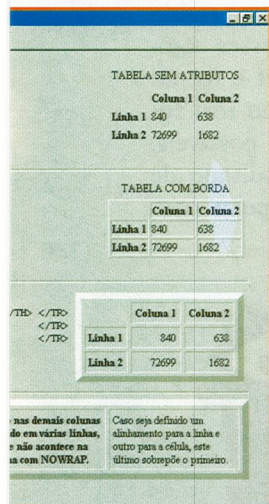 TABELA SEM ATRIBUTOS
Coluna 1 Coluna 2
Linha 1 840 638
Linha 2 72699 1682
TABELA COM BORDA
Coluna 1 Coluna 2
Linha 1 840 638
Linha 2 72699 1682
/TH> </TR>
</TR>
</TR>
Coluna 1 Coluna 2
Linha 1 840 638
Linha 2 72699 1682
nas demais colunas
do em várias linhas,
e não acontece na
na com NOWRAP.
Caso seja definido um
alinhamento para a linha e
outro para a célula, este
último sobrepõe o primeiro.